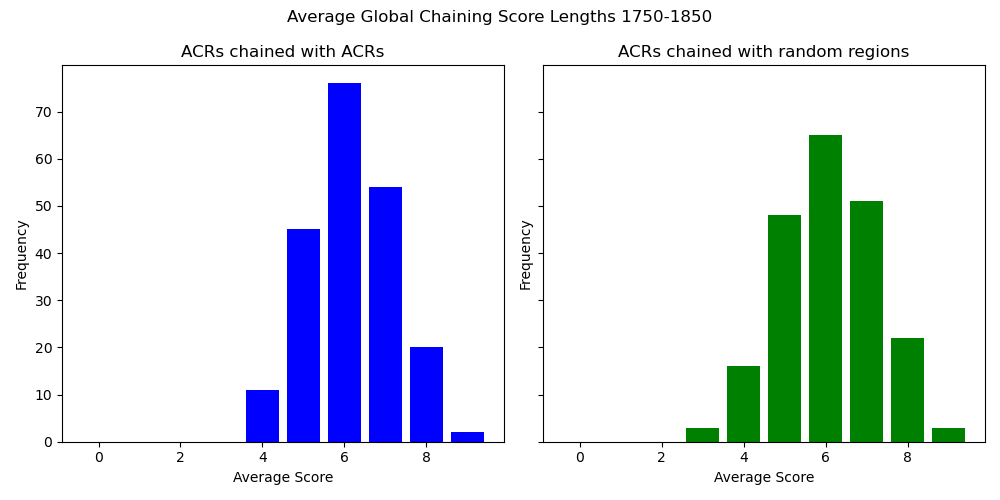 Average Global Chaining Score Lengths 1750-1850
ACRs chained with ACRs
70
60
50
40
30
20
10
0
Frequency
0 2 4 6 8
Average Score
ACRs chained with random regions
Frequency
0 2 4 6 8
Average Score